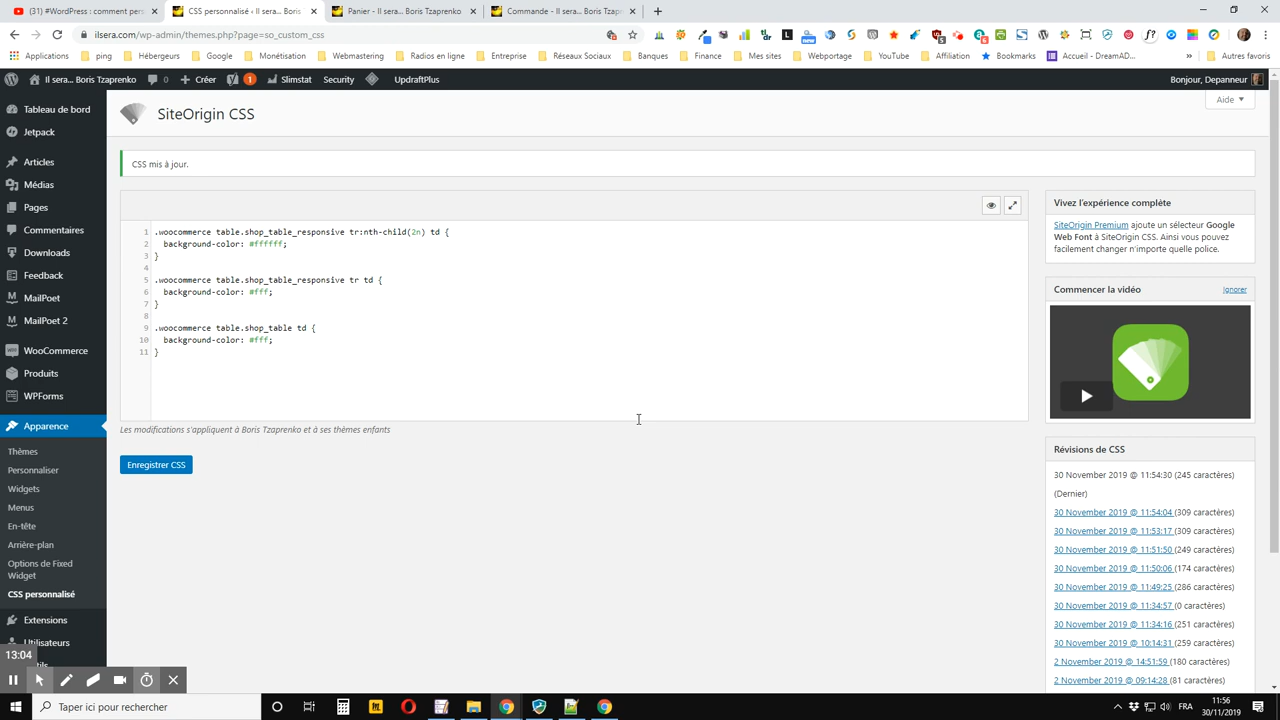 (31) #WordPress : comment pers
CSS personnalisé « Il sera... Boris
Panier - Il sera... Boris Tzaprenko
Commande - Il sera... Boris Tzapr
ilsera.com/wp-admin/themes.php?page=so_custom_css
Applications
ping
Hébergeurs
Google
Monétisation
Webmastering
Radios en ligne
Entreprise
Réseaux Sociaux
Banques
Finance
Mes sites
Webportage
YouTube
Affiliation
Bookmarks
Accueil - DreamAD...
Autres favoris
Il sera... Boris Tzaprenko
0
Créer
1
Slimstat
Security
UpdraftPlus
Bonjour, Depanneur
Tableau de bord
Jetpack
Articles
Médias
Pages
Commentaires
Downloads
Feedback
MailPoet
MailPoet 2
WooCommerce
Produits
WPForms
Apparence
Thèmes
Personnaliser
Widgets
Menus
En-tête
Arrière-plan
Options de Fixed
Widget
CSS personnalisé
Extensions
Utilisateurs
13:04
Aide
SiteOrigin CSS
CSS mis à jour.
1 .woocommerce table.shop_table_responsive tr:nth-child(2n) td {
2 background-color: #ffffff;
3 }
4
5 .woocommerce table.shop_table_responsive tr td {
6 background-color: #fff;
7 }
8
9 .woocommerce table.shop_table td {
10 background-color: #fff;
11 }
Les modifications s'appliquent à Boris Tzaprenko et à ses thèmes enfants
Enregistrer CSS
Vivez l'expérience complète
SiteOrigin Premium ajoute un sélecteur Google
Web Font à SiteOrigin CSS. Ainsi vous pouvez
facilement changer n'importe quelle police.
Commencer la vidéo
Ignorer
Révisions de CSS
30 November 2019 @ 11:54:30 (245 caractères)
(Dernier)
30 November 2019 @ 11:54:04 (309 caractères)
30 November 2019 @ 11:53:17 (309 caractères)
30 November 2019 @ 11:51:50 (249 caractères)
30 November 2019 @ 11:50:06 (174 caractères)
30 November 2019 @ 11:49:25 (286 caractères)
30 November 2019 @ 11:34:57 (0 caractères)
30 November 2019 @ 11:34:16 (251 caractères)
30 November 2019 @ 10:14:31 (259 caractères)
2 November 2019 @ 14:51:59 (180 caractères)
2 November 2019 @ 09:14:28 (81 caractères)
Taper ici pour rechercher
FRA
11:56
30/11/2019